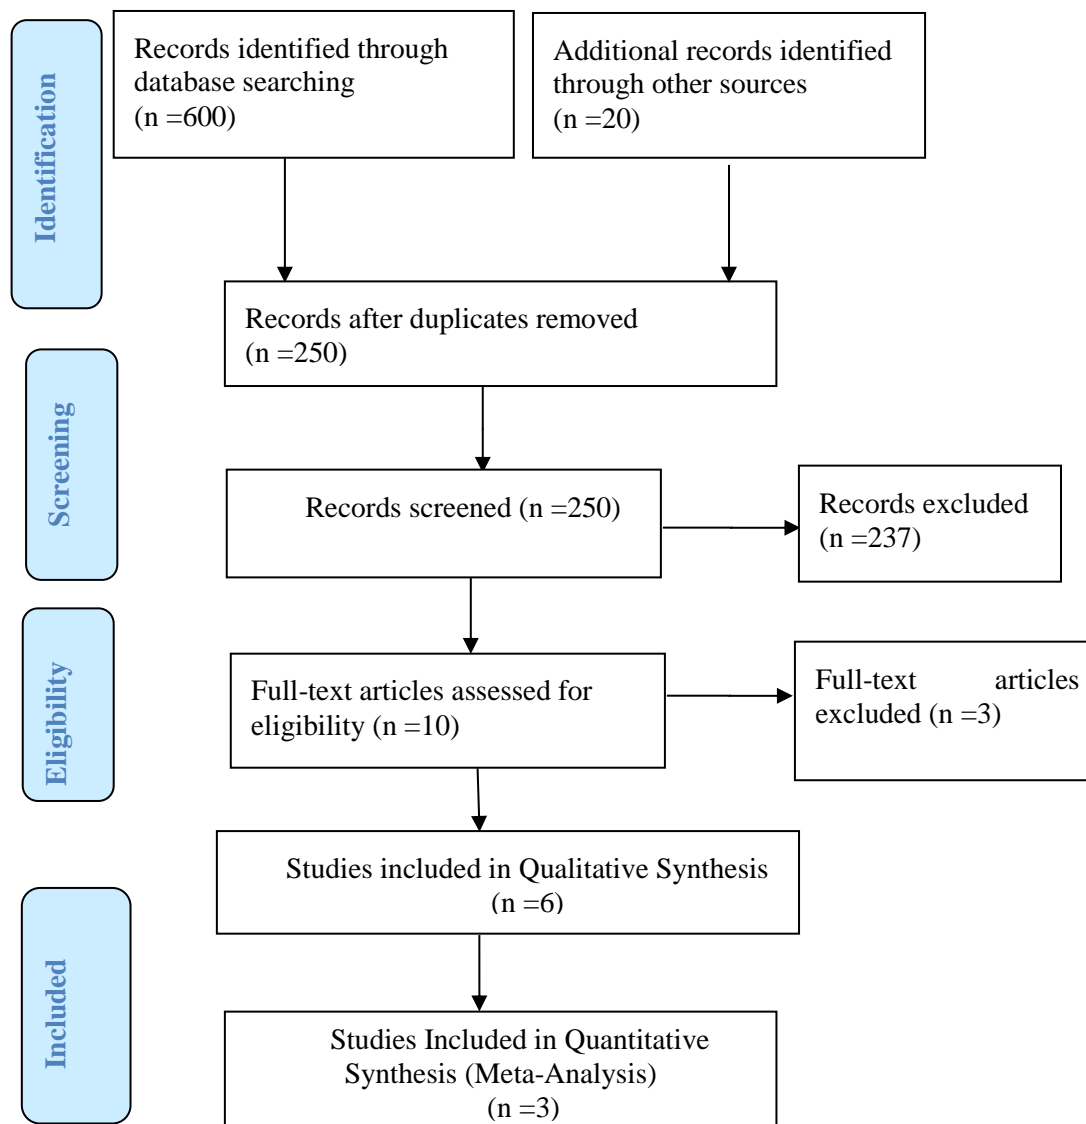 Identification
Records identified through
database searching
(n =600)
Additional records identified
through other sources
(n =20)
Records after duplicates removed
(n =250)
Screening
Records screened (n =250)
Records excluded
(n =237)
Eligibility
Full-text articles assessed for
eligibility (n =10)
Full-text articles
excluded (n =3)
Included
Studies included in Qualitative Synthesis
(n =6)
Studies Included in Quantitative
Synthesis (Meta-Analysis)
(n =3)